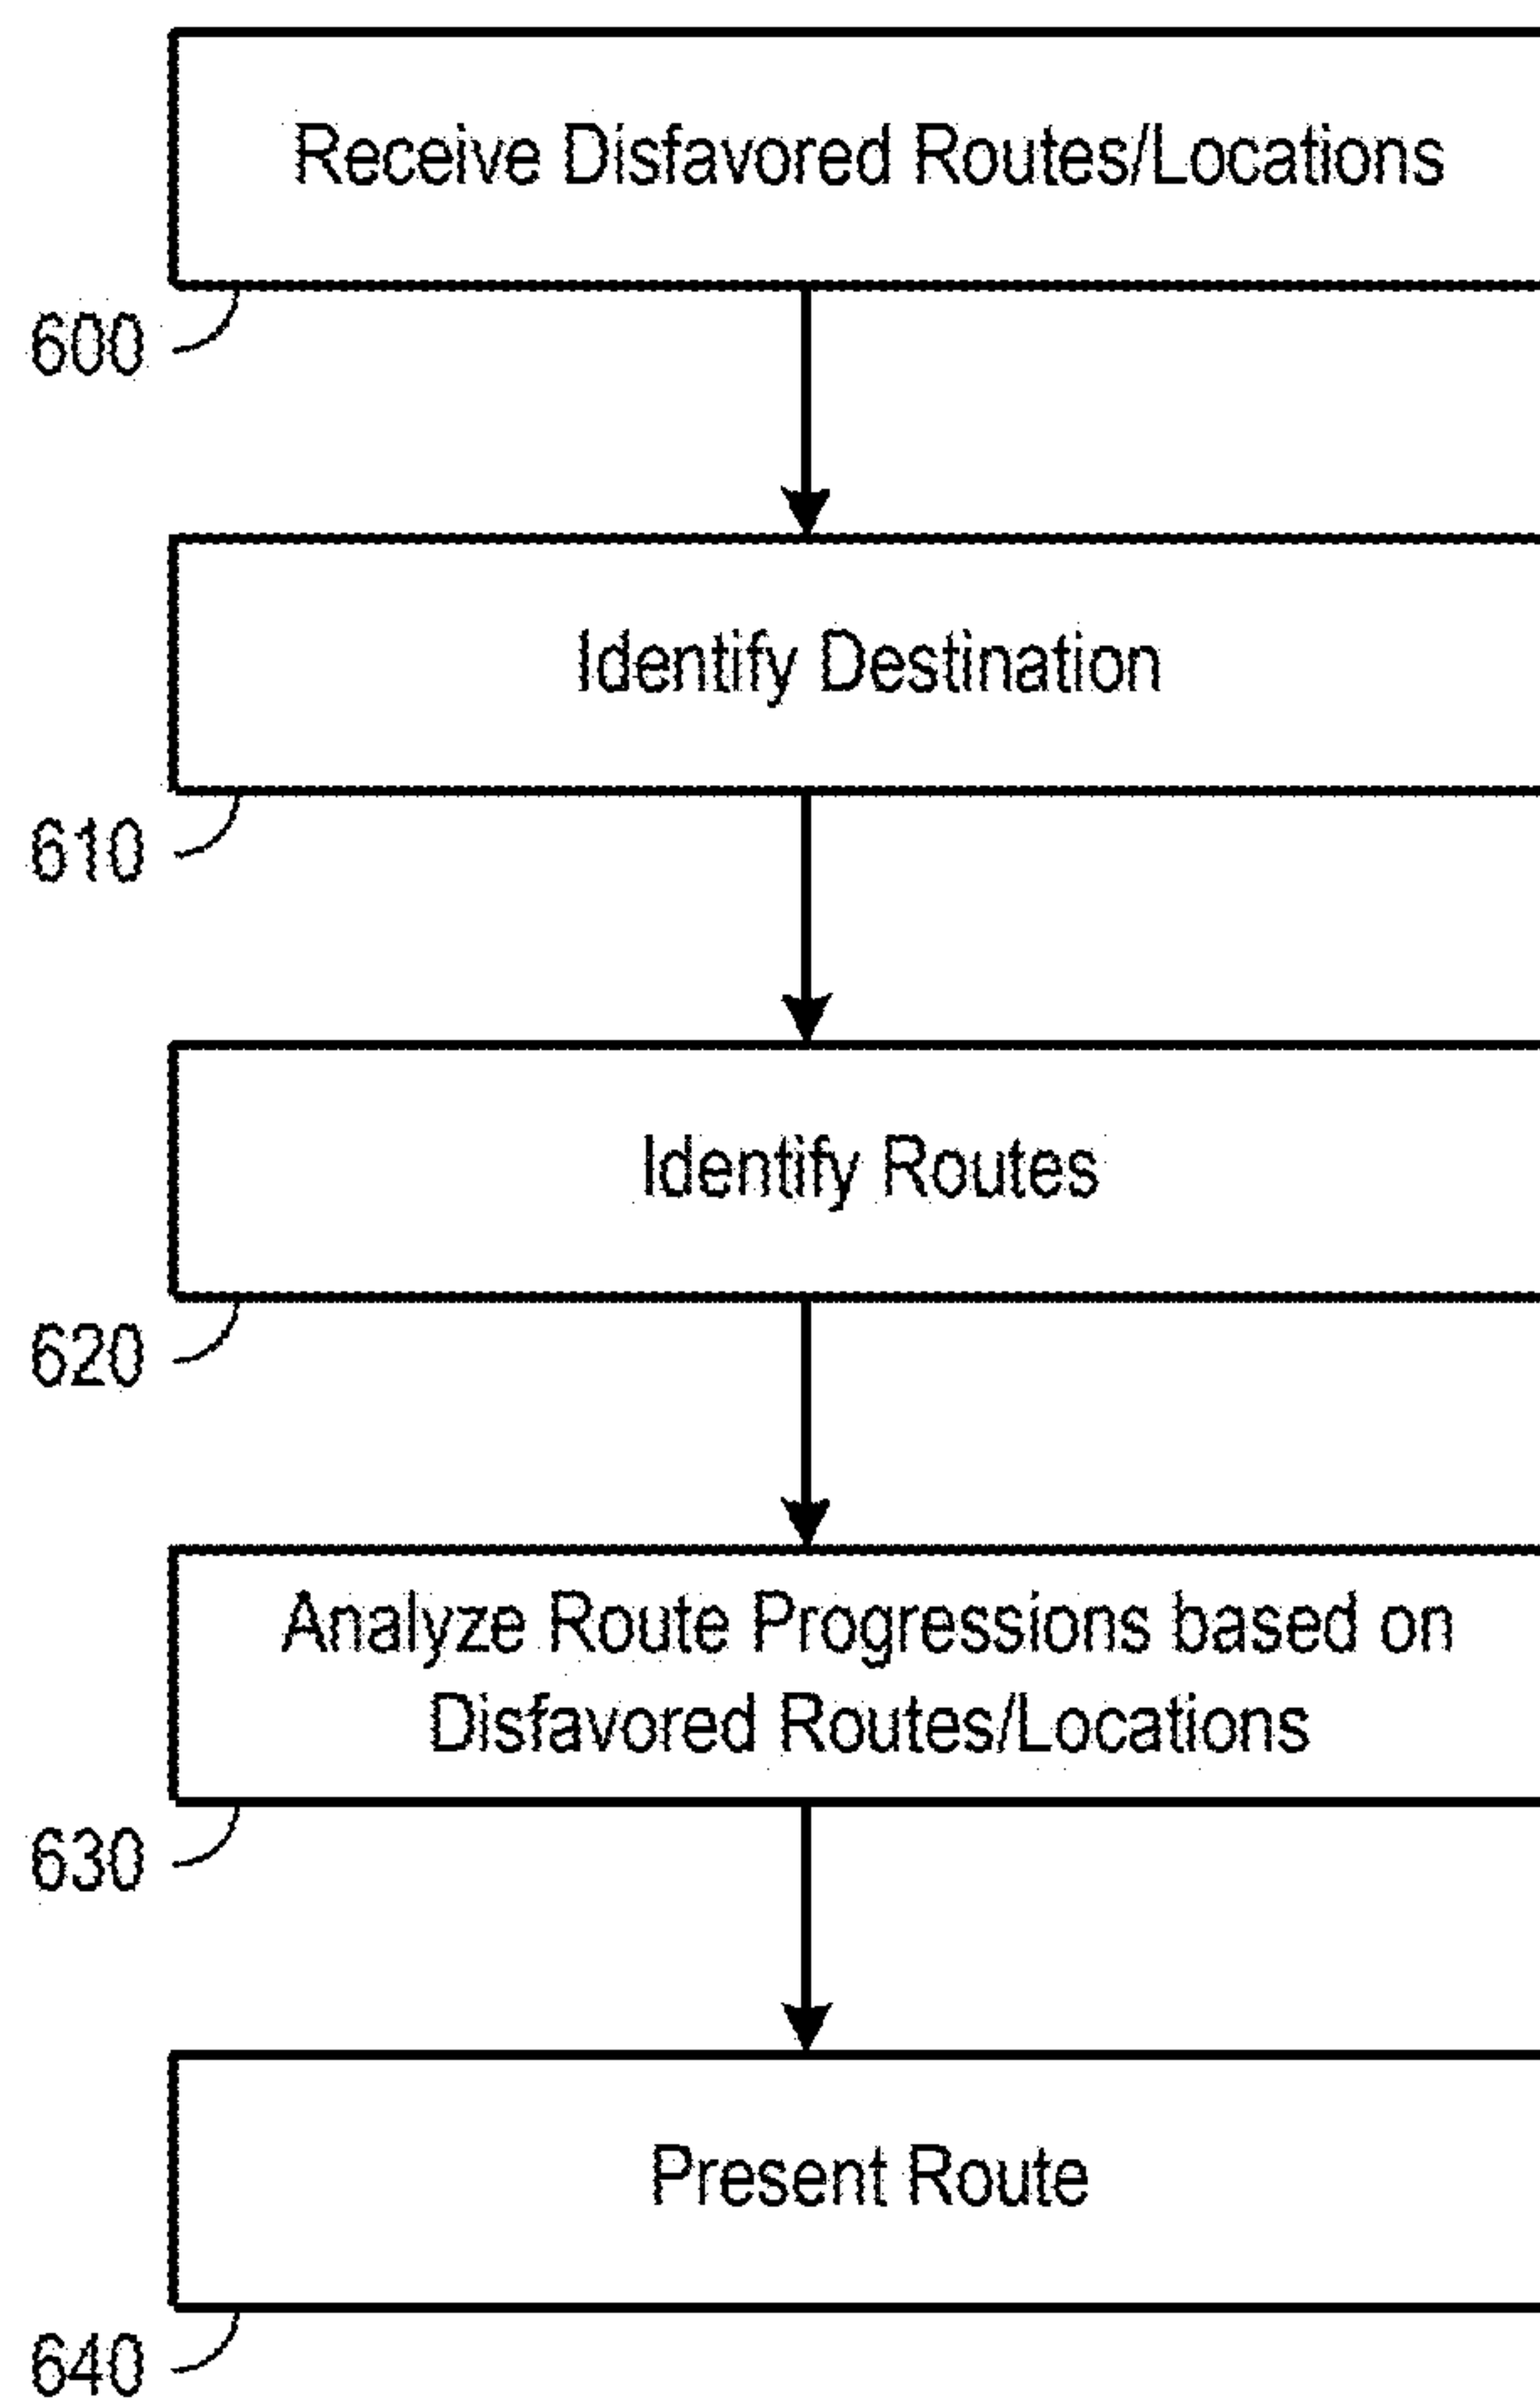 Receive Disfavored Routes/Locations
600
Identify Destination
610
Identify Routes
620
Analyze Route Progressions based on
Disfavored Routes/Locations
630
Present Route
640